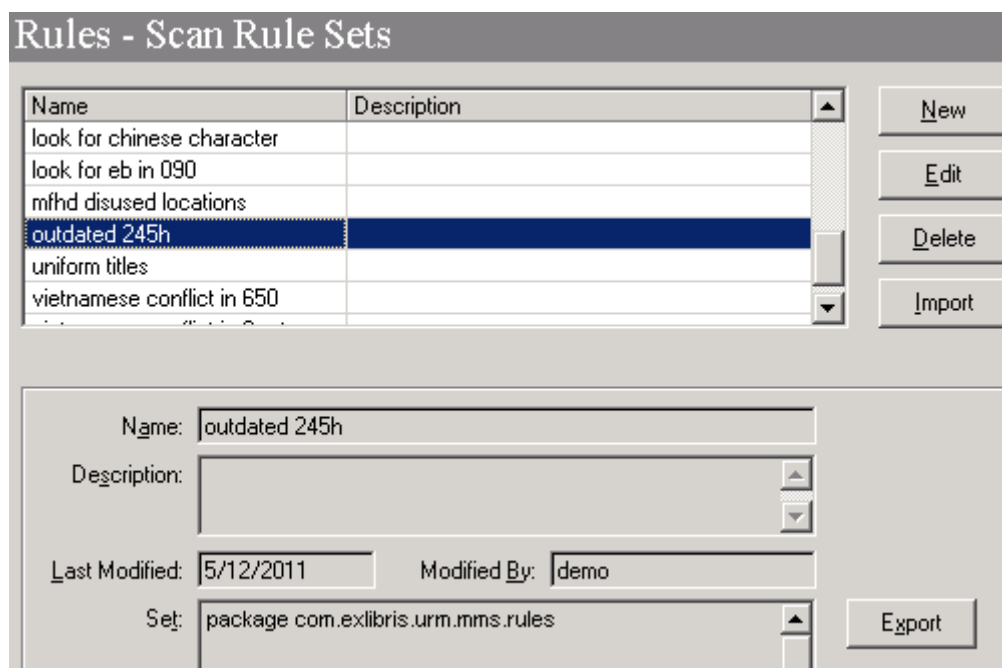 Rules - Scan Rule Sets
Name Description
look for chinese character
look for eb in 090
mfhd disused locations
outdated 245h
uniform titles
vietnamese conflict in 650
New
Edit
Delete
Import
Name: outdated 245h
Description:
Last Modified: 5/12/2011 Modified By: demo
Set: package com.exlibris.urm.mms.rules
Export